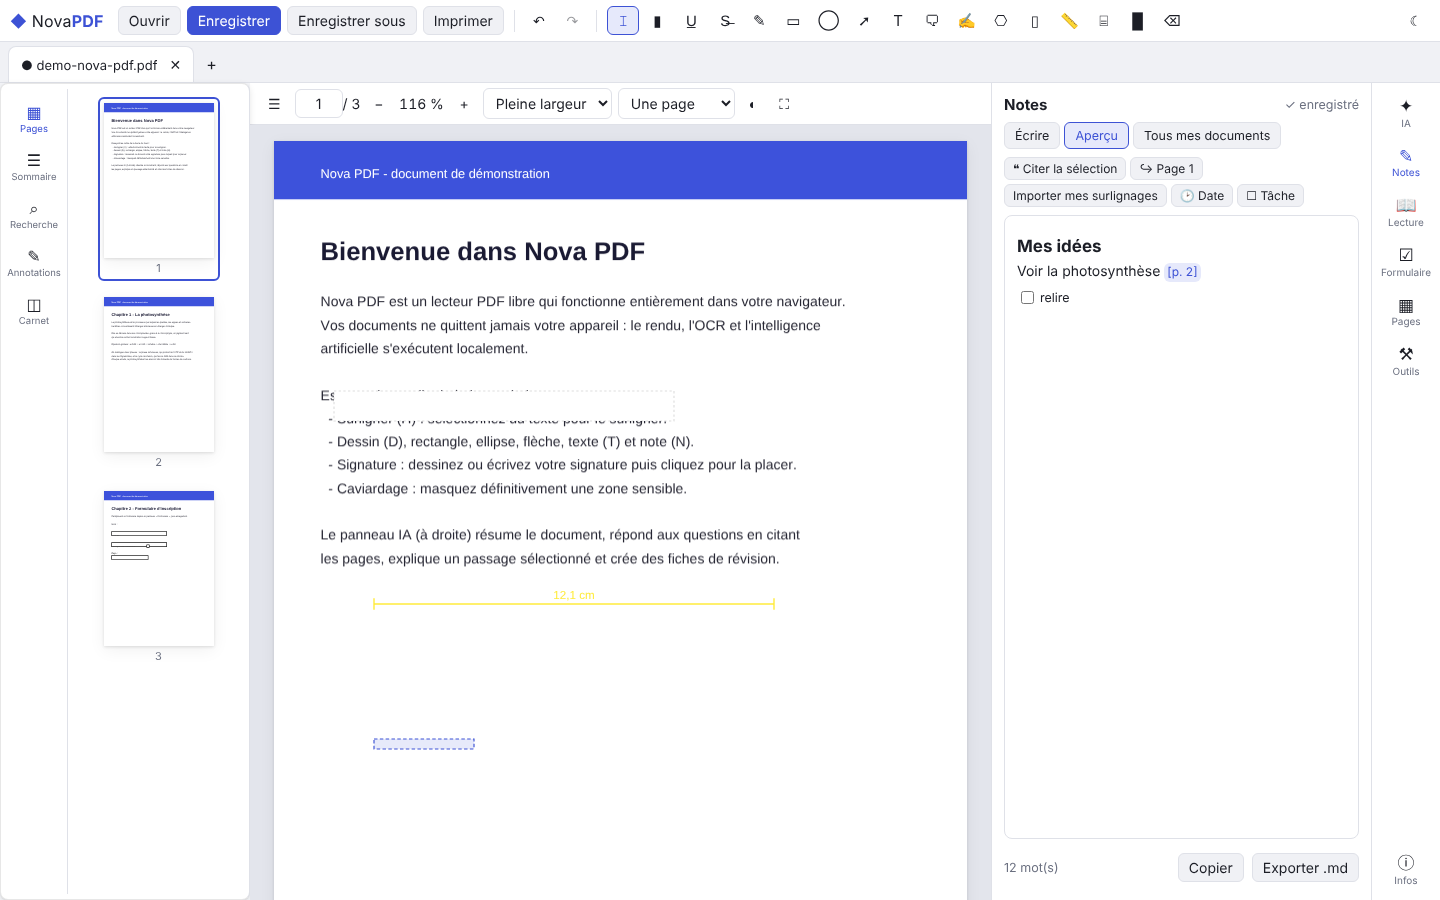 NovaPDF
Ouvrir
Enregistrer
Enregistrer sous
Imprimer
demo-nova-pdf.pdf
Pages
Sommaire
Recherche
Annotations
Carnet
1
2
3
1 / 3 − 116 % +
Pleine largeur
Une page
Nova PDF - document de démonstration
Bienvenue dans Nova PDF
Nova PDF est un lecteur PDF libre qui fonctionne entièrement dans votre navigateur.
Vos documents ne quittent jamais votre appareil : le rendu, l'OCR et l'intelligence
artificielle s'exécutent localement.
- Surligner (H) : sélectionnez du texte pour le surligner.
- Dessin (D), rectangle, ellipse, flèche, texte (T) et note (N).
- Signature : dessinez ou écrivez votre signature puis cliquez pour la placer.
- Caviardage : masquez définitivement une zone sensible.
Le panneau IA (à droite) résume le document, répond aux questions en citant
les pages, explique un passage sélectionné et crée des fiches de révision.
12.1 cm
Notes
✓ enregistré
Écrire
Aperçu
Tous mes documents
❝ Citer la sélection
↪ Page 1
Importer mes surlignages
Date
☐ Tâche
Mes idées
Voir la photosynthèse [p. 2]
relire
12 mot(s)
Copier
Exporter .md
IA
Notes
Lecture
Formulaire
Pages
Outils
Infos